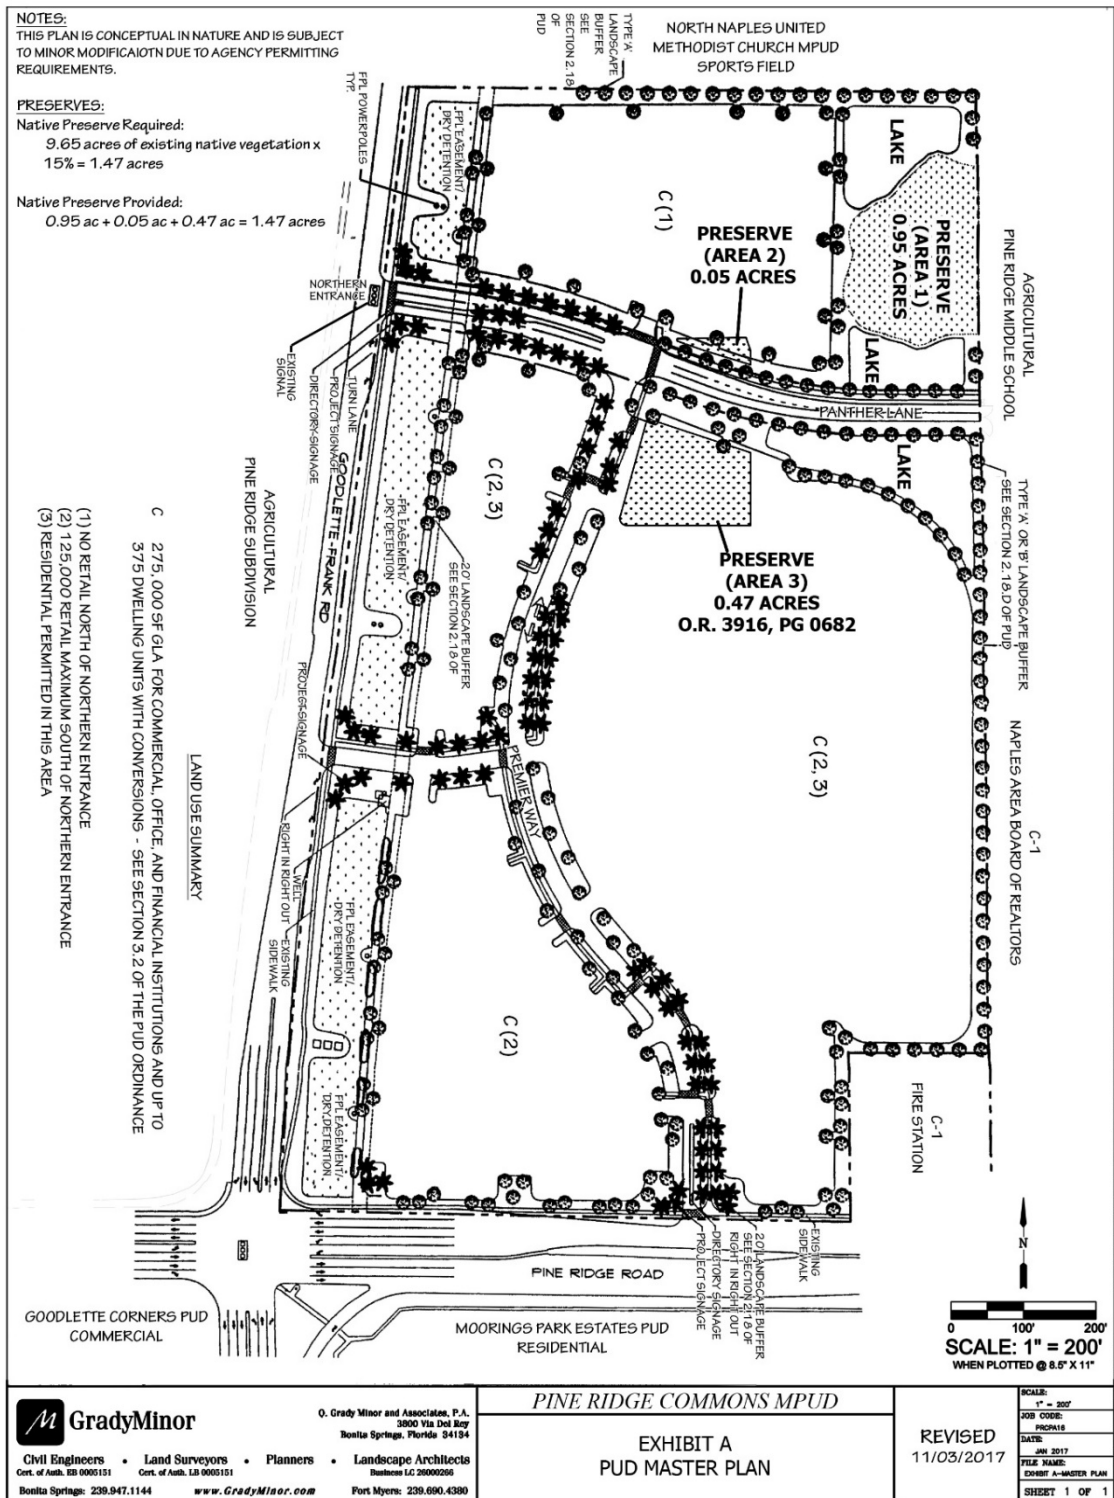 NOTES:
THIS PLAN IS CONCEPTUAL IN NATURE AND IS SUBJECT
TO MINOR MODIFICAIOTN DUE TO AGENCY PERMITTING
REQUIREMENTS.
PRESERVES:
Native Preserve Required:
9.65 acres of existing native vegetation x
15% = 1.47 acres
Native Preserve Provided:
0.95 ac + 0.05 ac + 0.47 ac = 1.47 acres
TYPE 'A'
LANDSCAPE
BUFFER
SEE
SECTION 2.18
OF
PUD
NORTH NAPLES UNITED
METHODIST CHURCH MPUD
SPORTS FIELD
FPL POWERPOLES
TYP.
FPL EASEMENT/
DRY DETENTION
C (1)
LAKE
PRESERVE
(AREA 1)
0.95 ACRES
LAKE
PRESERVE
(AREA 2)
0.05 ACRES
AGRICULTURAL
PINE RIDGE MIDDLE SCHOOL
NORTHERN
ENTRANCE
EXISTING
SIGNAL
DIRECTORY SIGNAGE
PROJECT SIGNAGE
TURN LANE
GOODLETTE-FRANK RD
PANTHER LANE
LAKE
C (2, 3)
AGRICULTURAL
PINE RIDGE SUBDIVISION
FPL EASEMENT/
DRY DETENTION
20' LANDSCAPE BUFFER
SEE SECTION 2.18 OF
PRESERVE
(AREA 3)
0.47 ACRES
O.R. 3916, PG 0682
TYPE 'A' OR 'B' LANDSCAPE BUFFER
SEE SECTION 2.18.D OF PUD
PROJECT SIGNAGE
PREMIER WAY
C (2, 3)
C-1
NAPLES AREA BOARD OF REALTORS
LAND USE SUMMARY
C 275,000 SF GLA FOR COMMERCIAL, OFFICE, AND FINANCIAL INSTITUTIONS AND UP TO
375 DWELLING UNITS WITH CONVERSIONS - SEE SECTION 3.2 OF THE PUD ORDINANCE
(1) NO RETAIL NORTH OF NORTHERN ENTRANCE
(2) 125,000 RETAIL MAXIMUM SOUTH OF NORTHERN ENTRANCE
(3) RESIDENTIAL PERMITTED IN THIS AREA
WELL
RIGHT IN RIGHT OUT
EXISTING
SIDEWALK
FPL EASEMENT/
DRY DETENTION
C (2)
FPL EASEMENT/
DRY DETENTION
C-1
FIRE STATION
EXISTING
SIDEWALK
20' LANDSCAPE BUFFER
SEE SECTION 2.18 OF
RIGHT IN RIGHT OUT
DIRECTORY SIGNAGE
PROJECT SIGNAGE
PINE RIDGE ROAD
GOODLETTE CORNERS PUD
COMMERCIAL
MOORINGS PARK ESTATES PUD
RESIDENTIAL
N
0 100' 200'
SCALE: 1" = 200'
WHEN PLOTTED @ 8.5" X 11"
M GradyMinor
Q. Grady Minor and Associates, P.A.
3800 Via Del Rey
Bonita Springs, Florida 34134
Civil Engineers • Land Surveyors • Planners • Landscape Architects
Cert. of Auth. EB 0005151 Cert. of Auth. LB 0005151 Business LC 26000266
Bonita Springs: 239.947.1144 www.GradyMinor.com Fort Myers: 239.690.4380
PINE RIDGE COMMONS MPUD
EXHIBIT A
PUD MASTER PLAN
REVISED
11/03/2017
SCALE:
1" = 200'
JOB CODE:
PRCPA16
DATE:
JAN 2017
FILE NAME:
EXHIBIT A-MASTER PLAN
SHEET 1 OF 1